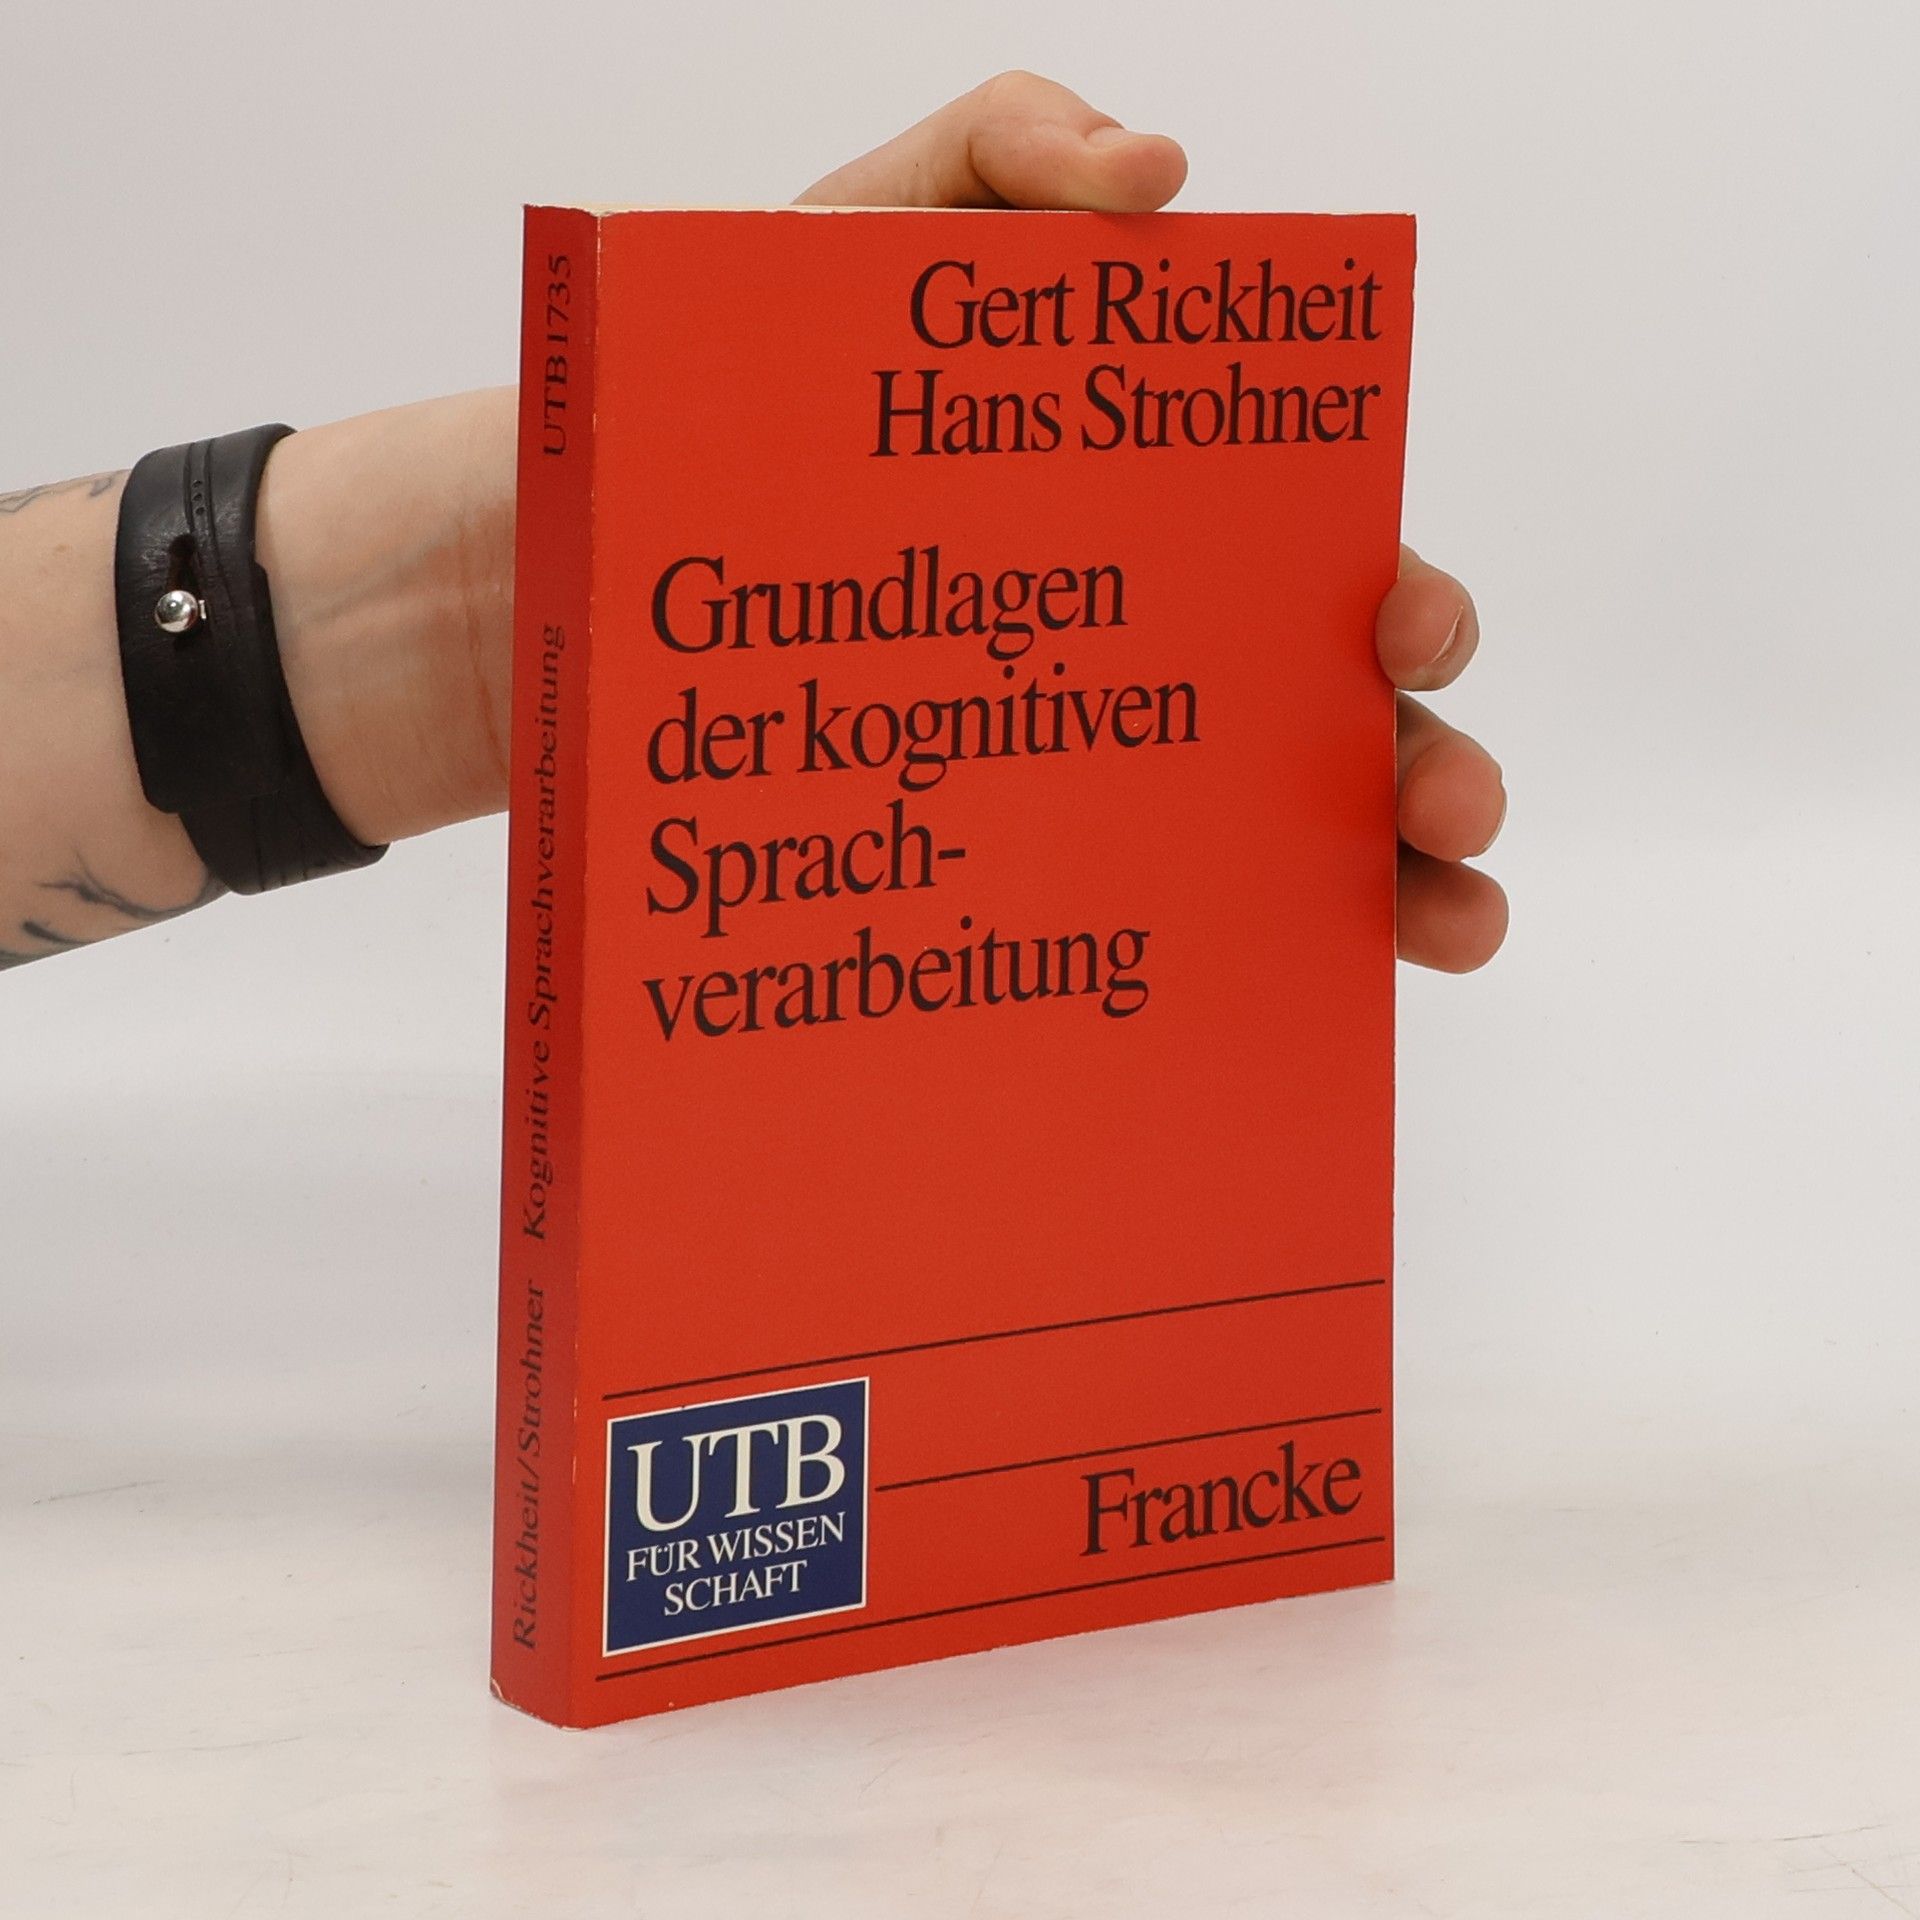 Gert Rickheit
Hans Strohner
Grundlagen
der kognitiven
Sprach-
verarbeitung
UTB
FÜR WISSEN
SCHAFT
Francke
Rickheit/Strohner Kognitive Sprachverarbeitung UTB 1735